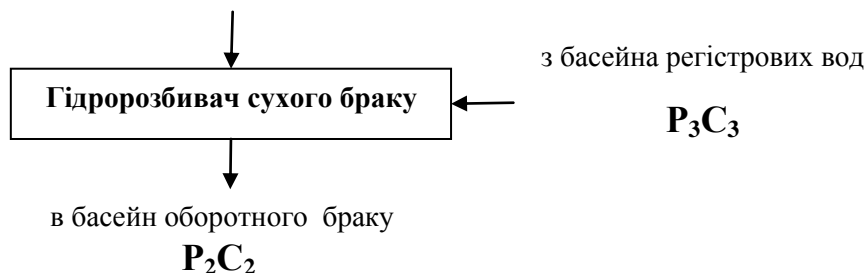 з басейна регістрових вод
Гідророзбивач сухого браку
P₃C₃
в басейн оборотного браку
P₂C₂